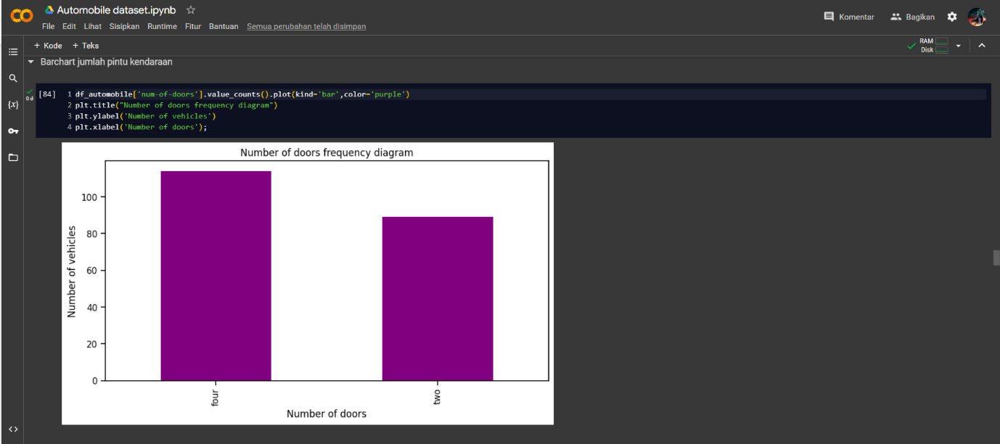 Automobile dataset.ipynb
Komentar
Bagikan
File Edit Lihat Sisipkan Runtime Fitur Bantuan Semua perubahan telah disimpan
+ Kode + Teks
RAM
Disk
Barchart jumlah pintu kendaraan
{x}
0 d
[84]
1 df_automobile['num-of-doors'].value_counts().plot(kind='bar',color='purple')
2 plt.title("Number of doors frequency diagram")
3 plt.ylabel('Number of vehicles')
4 plt.xlabel('Number of doors');
Number of doors frequency diagram
Number of vehicles
100
80
60
40
20
0
four
two
Number of doors